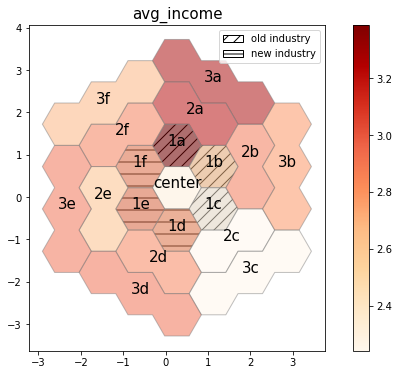 avg_income
old industry
new industry
3a
3f
2a
2f
1a
1f
1b
2b
3b
center
2e
3e
1e
1c
1d
2c
2d
3c
3d
4
3
2
1
0
−1
−2
−3
−3
−2
−1
0
1
2
3
3.2
3.0
2.8
2.6
2.4